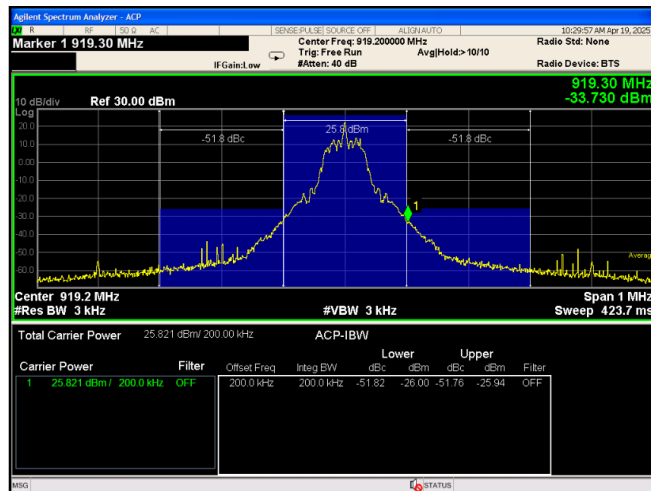 Agilent Spectrum Analyzer - ACP
R RF 50 Ω AC SENSE:PULSE SOURCE OFF ALIGN AUTO 10:29:57 AM Apr 19, 2025
Marker 1 919.30 MHz
Center Freq: 919.200000 MHz Radio Std: None
Trig: Free Run Avg|Hold:> 10/10
IFGain:Low #Atten: 40 dB Radio Device: BTS
919.30 MHz
10 dB/div Ref 30.00 dBm -33.730 dBm
Log
20.0
10.0
0.00
-10.0
-20.0
-30.0
-40.0
-50.0
-60.0
-51.8 dBc 25.8 dBm -51.8 dBc
1
Average
Center 919.2 MHz Span 1 MHz
#Res BW 3 kHz #VBW 3 kHz Sweep 423.7 ms
Total Carrier Power 25.821 dBm/ 200.00 kHz ACP-IBW
Lower Upper
Carrier Power Filter Offset Freq Integ BW dBc dBm dBc dBm Filter
1 25.821 dBm / 200.0 kHz OFF 200.0 kHz 200.0 kHz -51.82 -26.00 -51.76 -25.94 OFF
MSG STATUS